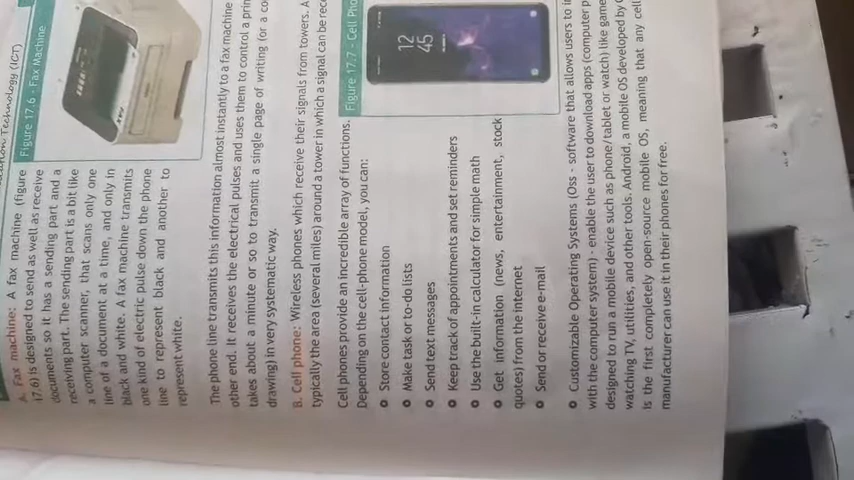 ation Technology (ICT)
A. Fax machine: A fax machine (figure
17.6) is designed to send as well as receive
documents so it has a sending part and a
receiving part. The sending part is a bit like
a computer scanner, that scans only one
line of a document at a time, and only in
black and white. A fax machine transmits
one kind of electric pulse down the phone
line to represent black and another to
represent white.
Figure 17.6 - Fax Machine
The phone line transmits this information almost instantly to a fax machine
other end. It receives the electrical pulses and uses them to control a prin
takes about a minute or so to transmit a single page of writing (or a co
drawing) in very systematic way.
B. Cell phone: Wireless phones which receive their signals from towers. A
typically the area (several miles) around a tower in which a signal can be rece
Cell phones provide an incredible array of functions.
Depending on the cell-phone model, you can:
Store contact information
Make task or to-do lists
Send text messages
Keep track of appointments and set reminders
Use the built-in calculator for simple math
Get information (news, entertainment, stock
quotes) from the internet
Send or receive e-mail
Figure 17.7 - Cell Pho
12
45
Customizable Operating Systems (Oss - software that allows users to in
with the computer system) - enable the user to download apps (computer p
designed to run a mobile device such as phone/tablet or watch) like game
watching TV, utilities, and other tools. Android, a mobile OS developed by
is the first completely open-source mobile OS, meaning that any cell
manufacturer can use it in their phones for free.